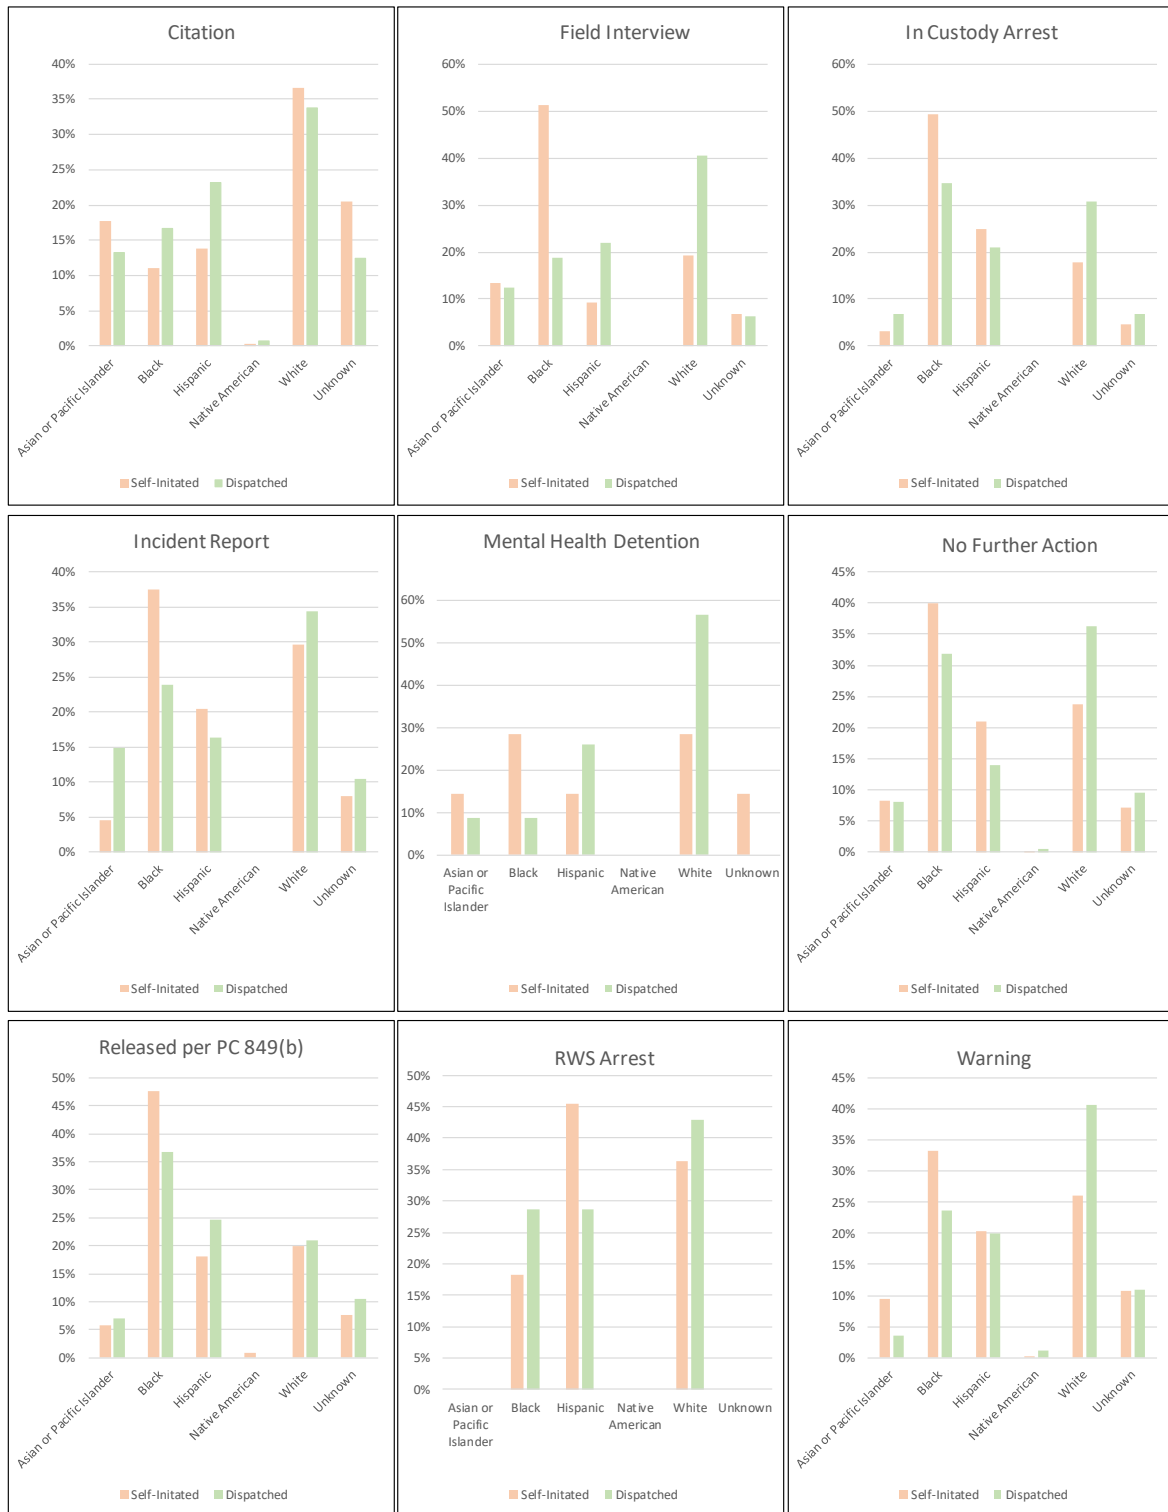 Citation
40%
35%
30%
25%
20%
15%
10%
5%
0%
Asian or Pacific Islander
Black
Hispanic
Native American
White
Unknown
Self-Initated
Dispatched
Field Interview
60%
50%
40%
30%
20%
10%
0%
Asian or Pacific Islander
Black
Hispanic
Native American
White
Unknown
Self-Initated
Dispatched
In Custody Arrest
60%
50%
40%
30%
20%
10%
0%
Asian or Pacific Islander
Black
Hispanic
Native American
White
Unknown
Self-Initated
Dispatched
Incident Report
40%
35%
30%
25%
20%
15%
10%
5%
0%
Asian or Pacific Islander
Black
Hispanic
Native American
White
Unknown
Self-Initated
Dispatched
Mental Health Detention
60%
50%
40%
30%
20%
10%
0%
Asian or
Pacific
Islander
Black
Hispanic
Native
American
White
Unknown
Self-Initated
Dispatched
No Further Action
45%
40%
35%
30%
25%
20%
15%
10%
5%
0%
Asian or Pacific Islander
Black
Hispanic
Native American
White
Unknown
Self-Initated
Dispatched
Released per PC 849(b)
50%
45%
40%
35%
30%
25%
20%
15%
10%
5%
0%
Asian or Pacific Islander
Black
Hispanic
Native American
White
Unknown
Self-Initated
Dispatched
RWS Arrest
50%
45%
40%
35%
30%
25%
20%
15%
10%
5%
0%
Asian or
Pacific
Islander
Black
Hispanic
Native
American
White
Unknown
Self-Initated
Dispatched
Warning
45%
40%
35%
30%
25%
20%
15%
10%
5%
0%
Asian or Pacific Islander
Black
Hispanic
Native American
White
Unknown
Self-Initated
Dispatched